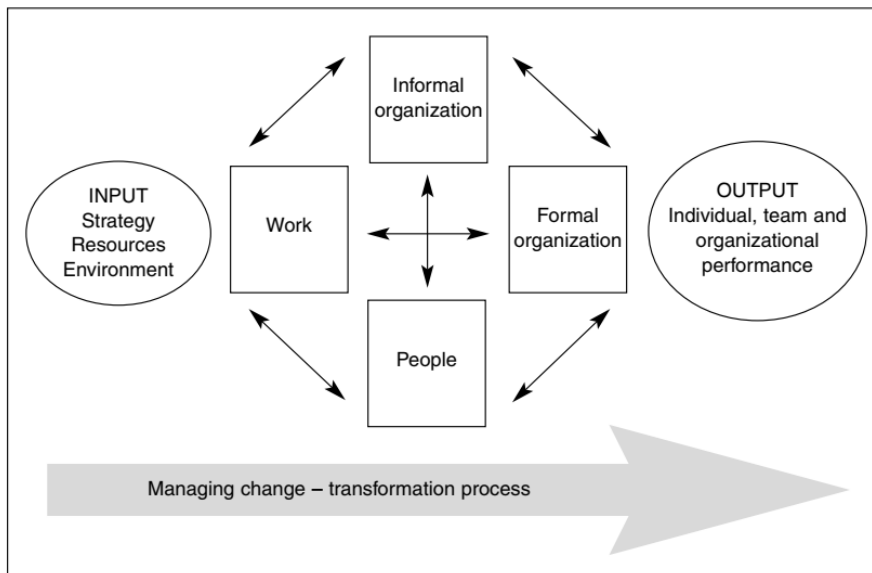 Informal
organization
INPUT
Strategy
Resources
Environment
Work
Formal
organization
OUTPUT
Individual, team and
organizational
performance
People
Managing change – transformation process